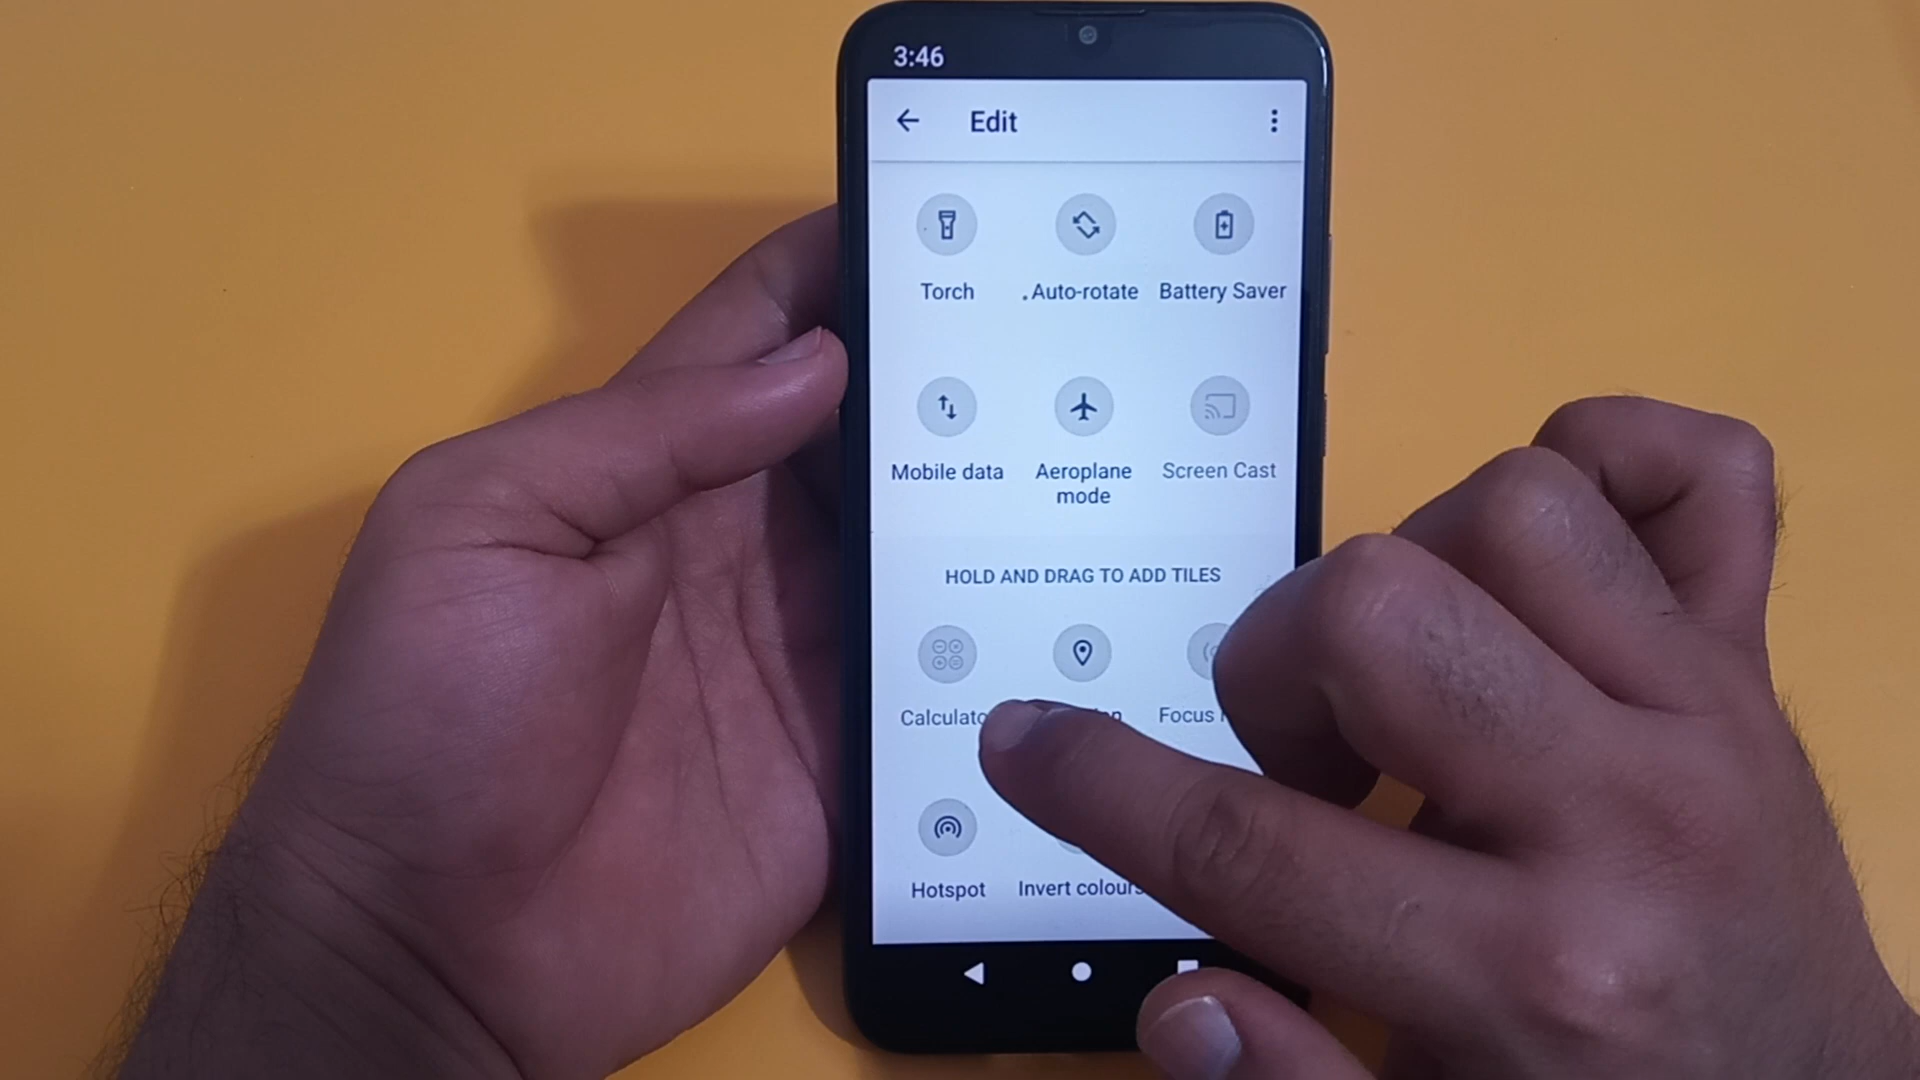 3:46
Edit
Torch
Auto-rotate
Battery Saver
Mobile data
Aeroplane
mode
Screen Cast
HOLD AND DRAG TO ADD TILES
Calculato
Focus
Hotspot
Invert colours